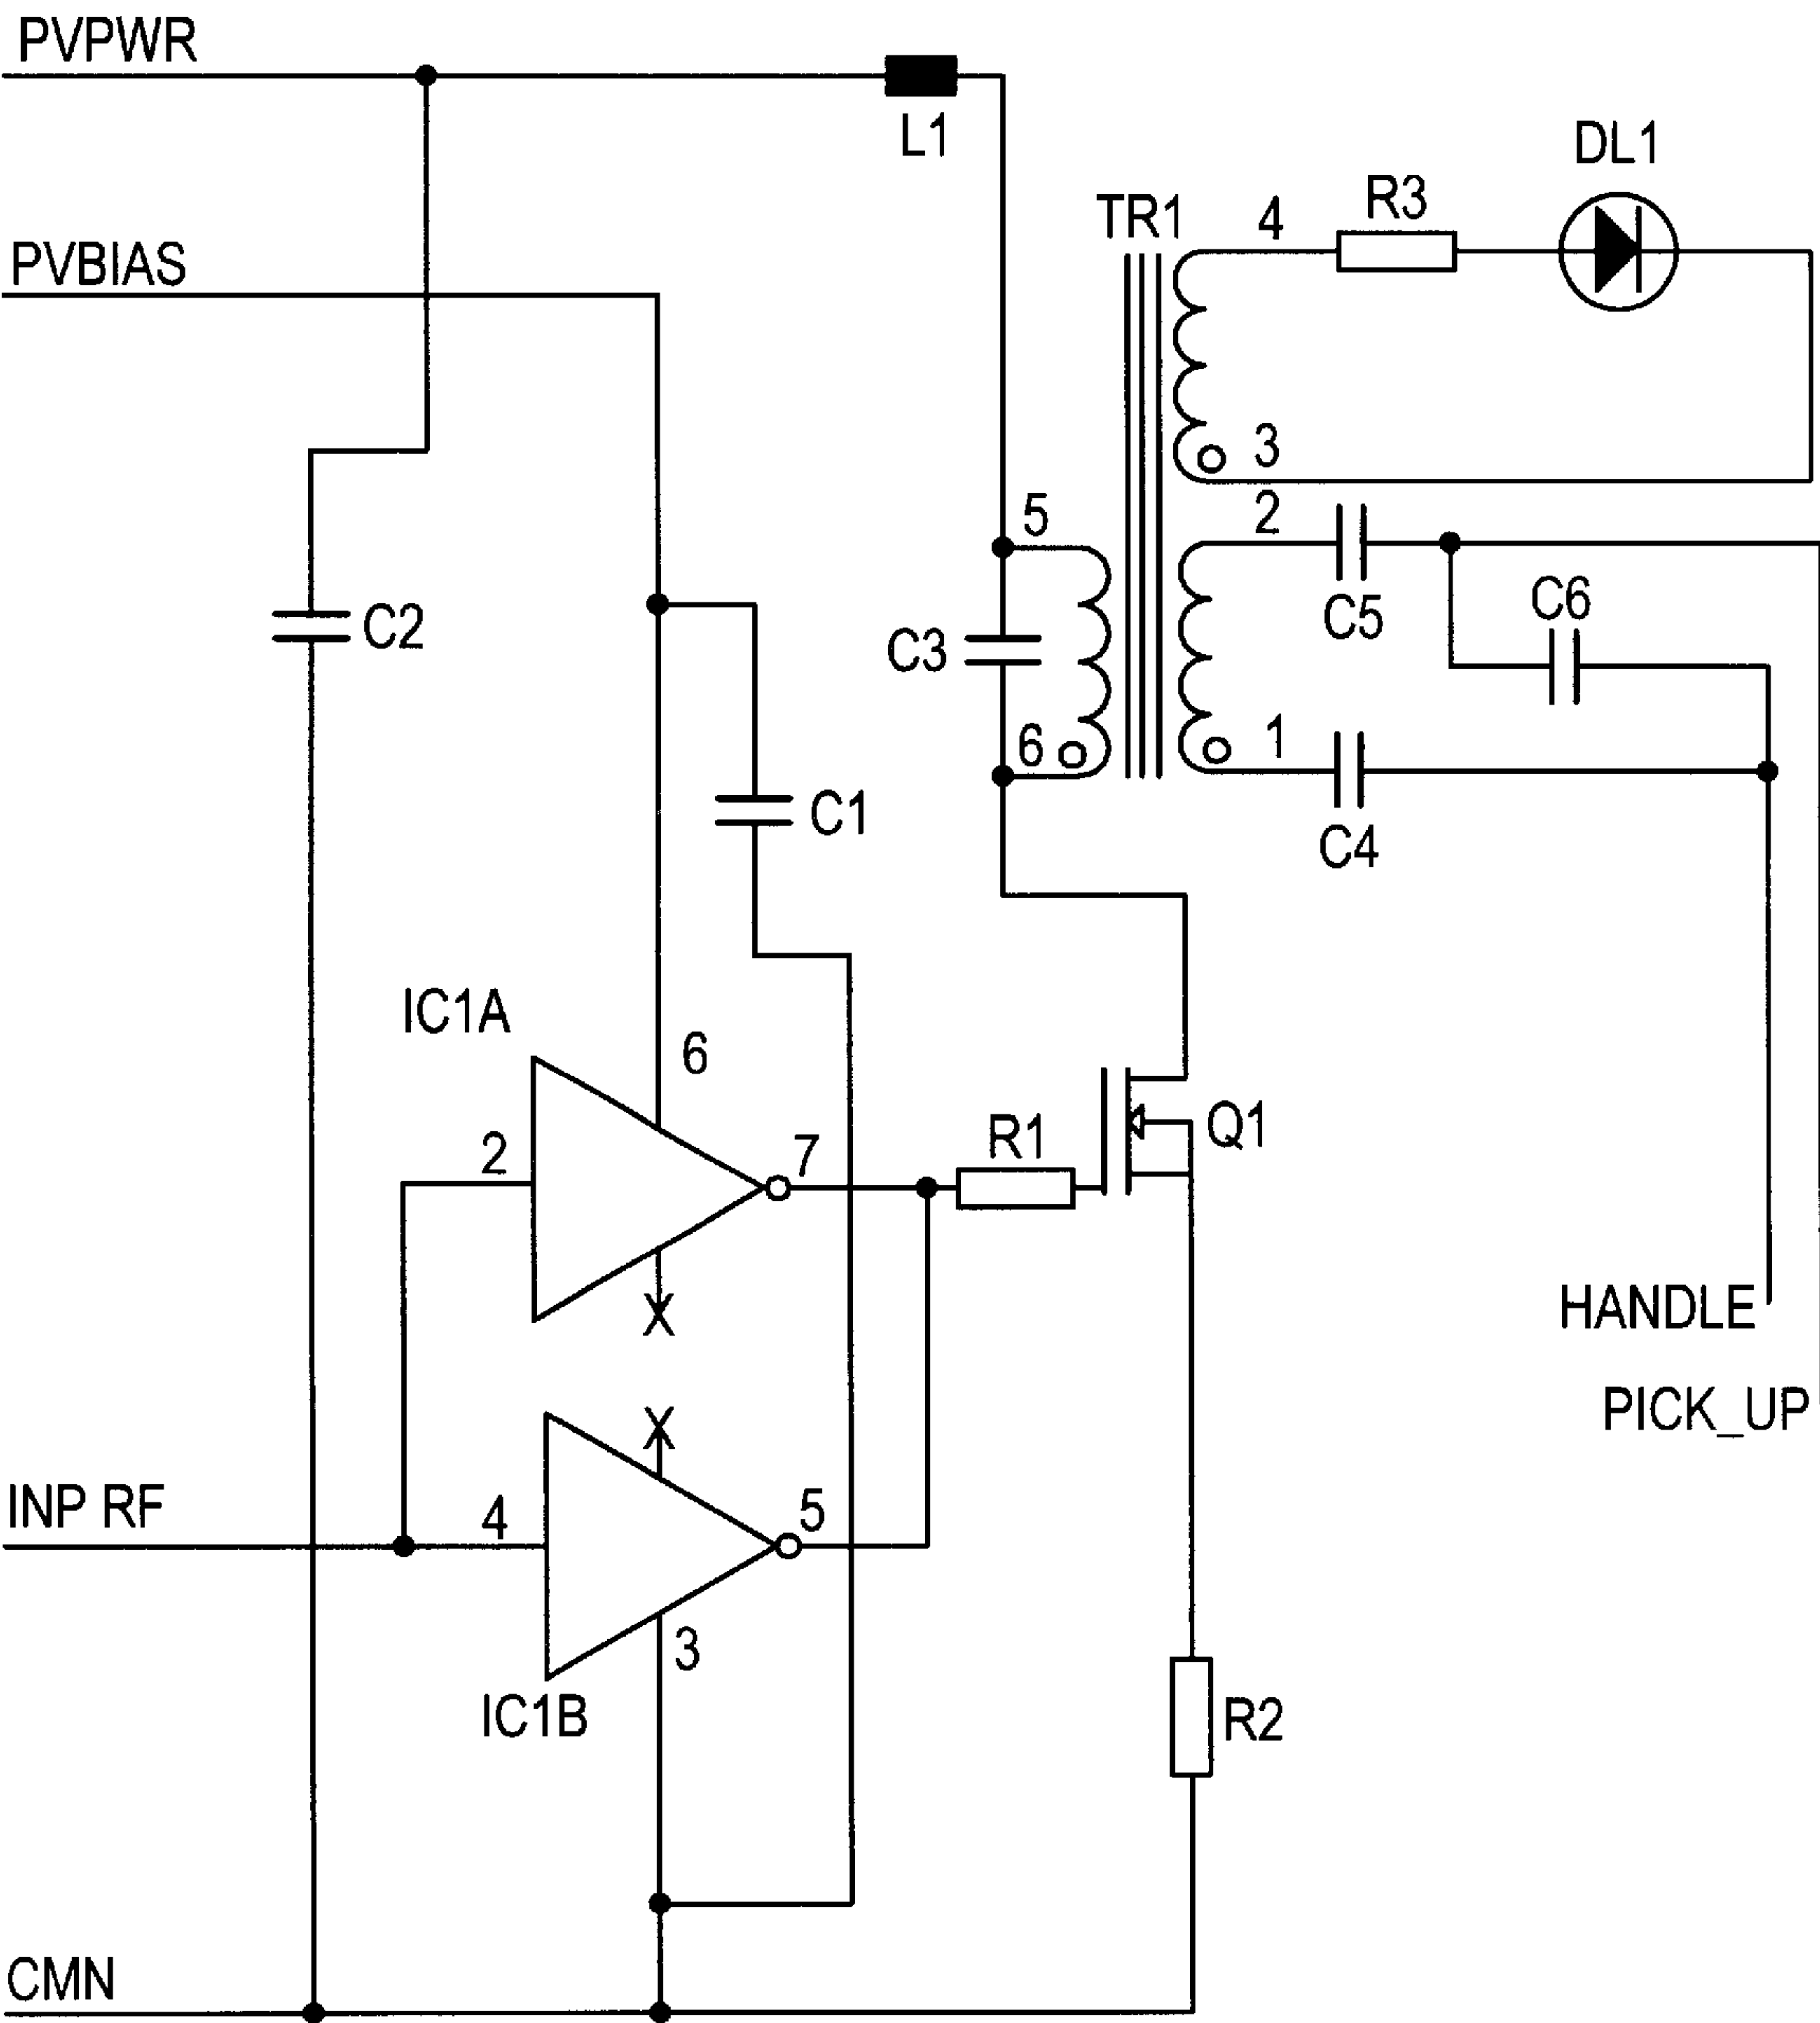 PVPWR
L1
DL1
R3
TR1
4
PVBIAS
3
5
2
C5
C6
C2
C3
6
1
C1
C4
IC1A
6
2
7
R1
Q1
X
HANDLE
PICK_UP
X
INP RF
4
5
3
IC1B
R2
CMN